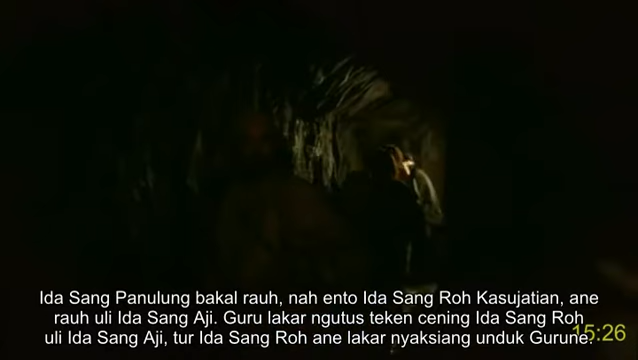 Ida Sang Panulung bakal rauh, nah ento Ida Sang Roh Kasujatian, ane
rauh uli Ida Sang Aji. Guru lakar ngutus teken cening Ida Sang Roh
uli Ida Sang Aji, tur Ida Sang Roh ane lakar nyaksiang unduk Gurune.
15:26